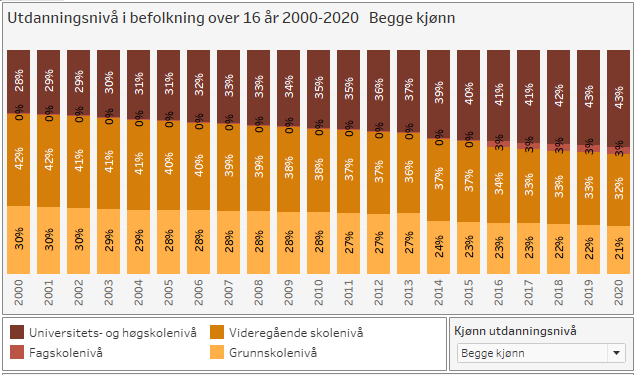 Utdanningsnivå i befolkning over 16 år 2000-2020 Begge kjønn
28% 29% 29% 30% 31% 31% 32% 33% 33% 34% 35% 35% 36% 37% 39% 40% 41% 41% 42% 43% 43%
0% 0% 0% 0% 0% 0% 0% 0% 0% 0% 0% 0% 0% 0% 0% 0% 3% 3% 3% 3% 3%
42% 42% 41% 41% 41% 40% 40% 39% 39% 38% 38% 37% 37% 36% 37% 37% 34% 33% 33% 33% 32%
30% 30% 30% 29% 29% 28% 28% 28% 28% 28% 28% 27% 27% 27% 24% 23% 23% 23% 22% 22% 21%
2000 2001 2002 2003 2004 2005 2006 2007 2008 2009 2010 2011 2012 2013 2014 2015 2016 2017 2018 2019 2020
Universitets- og høgskolenivå Videregående skolenivå
Fagskolenivå Grunnskolenivå
Kjønn utdanningsnivå
Begge kjønn